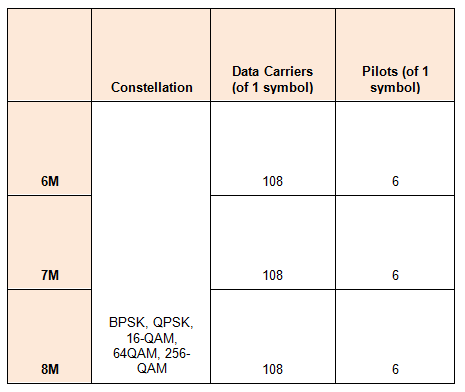 Constellation
Data Carriers
(of 1 symbol)
Pilots (of 1
symbol)
6M
108
6
7M
108
6
8M
BPSK, QPSK,
16-QAM,
64QAM, 256-
QAM
108
6